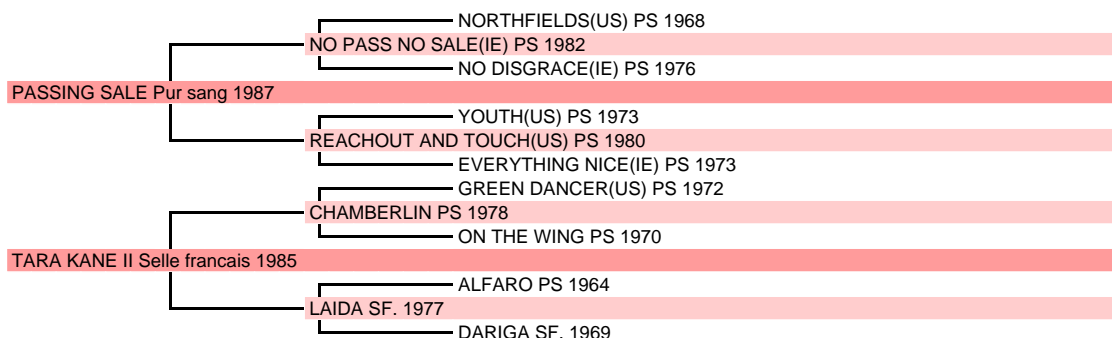 NORTHFIELDS(US) PS 1968
NO PASS NO SALE(IE) PS 1982
NO DISGRACE(IE) PS 1976
PASSING SALE Pur sang 1987
YOUTH(US) PS 1973
REACHOUT AND TOUCH(US) PS 1980
EVERYTHING NICE(IE) PS 1973
GREEN DANCER(US) PS 1972
CHAMBERLIN PS 1978
ON THE WING PS 1970
TARA KANE II Selle francais 1985
ALFARO PS 1964
LAIDA SF. 1977
DARIGA SF. 1969